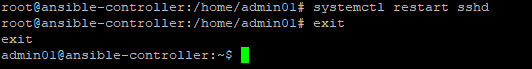 root@ansible-controller:/home/admin01# systemctl restart sshd
root@ansible-controller:/home/admin01# exit
exit
admin01@ansible-controller:~$